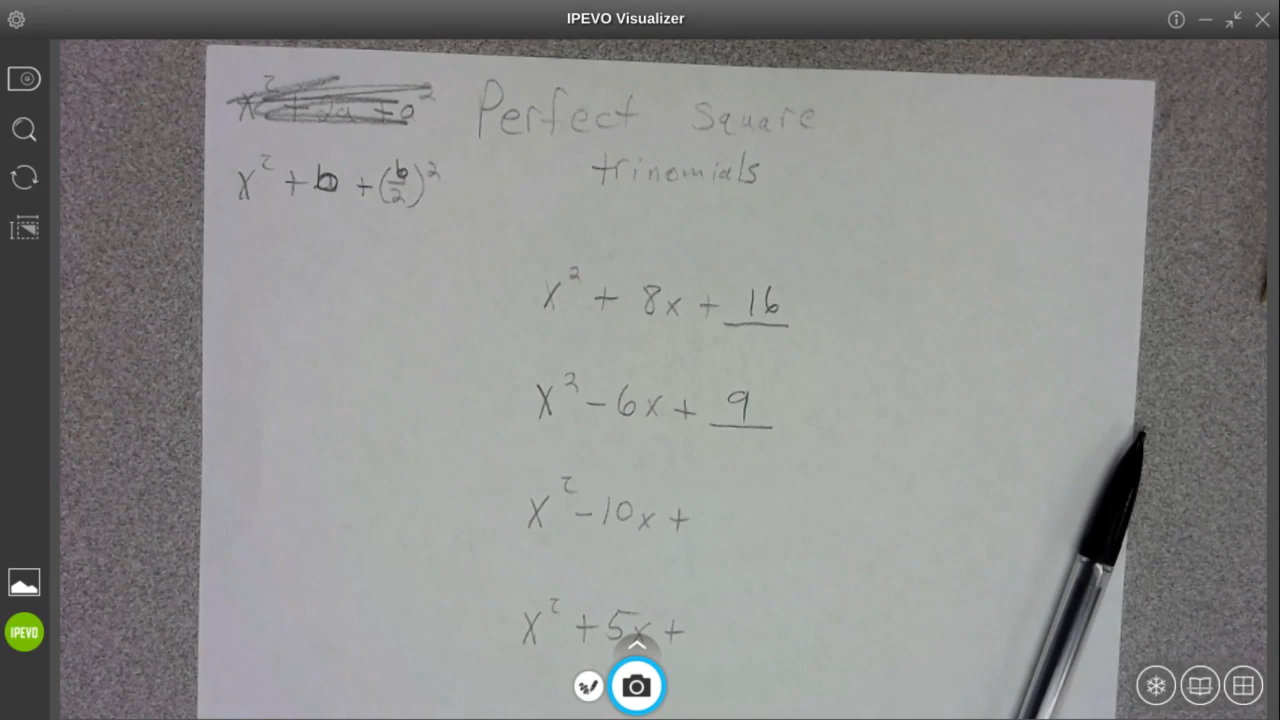 IPEVO Visualizer
Perfect Square
trinomials
x² + b + (b/2)²
x² + 8x + 16
x² - 6x + 9
x² - 10x +
x² + 5x +
IPEVO